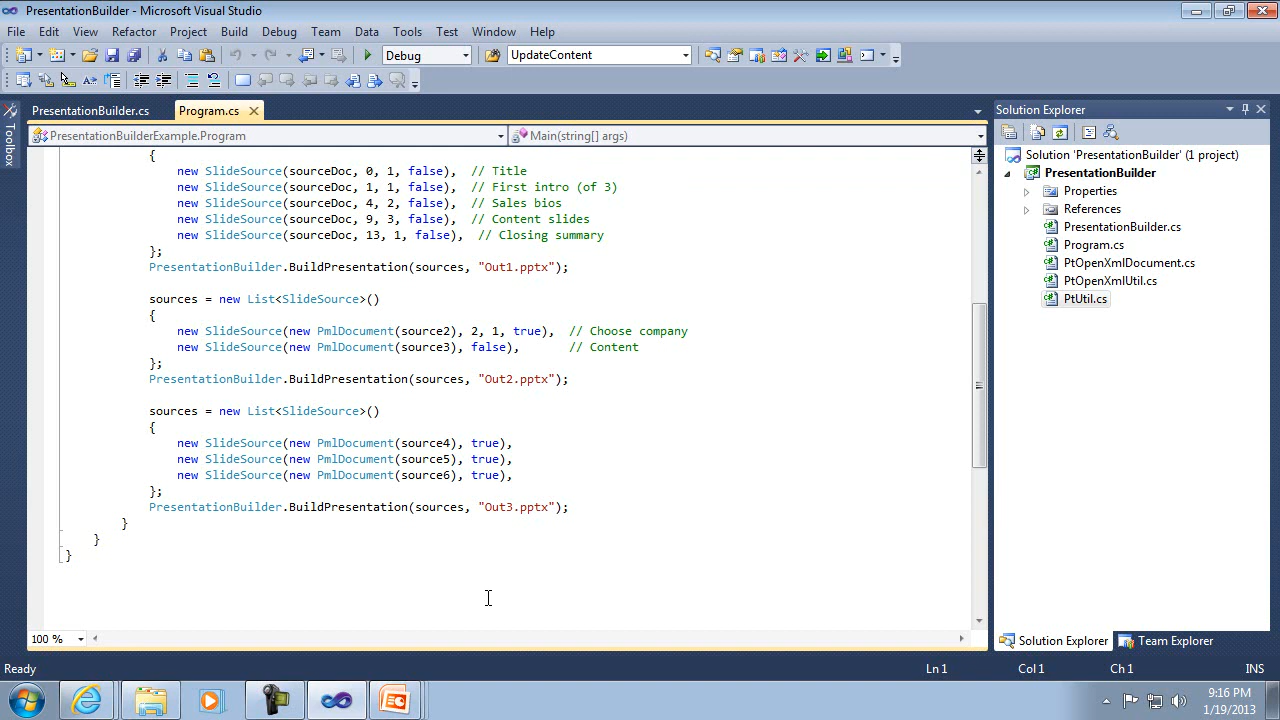 PresentationBuilder - Microsoft Visual Studio
File Edit View Refactor Project Build Debug Team Data Tools Test Window Help
Debug UpdateContent
PresentationBuilder.cs Program.cs
PresentationBuilderExample.Program Main(string[] args)
Toolbox
{
new SlideSource(sourceDoc, 0, 1, false), // Title
new SlideSource(sourceDoc, 1, 1, false), // First intro (of 3)
new SlideSource(sourceDoc, 4, 2, false), // Sales bios
new SlideSource(sourceDoc, 9, 3, false), // Content slides
new SlideSource(sourceDoc, 13, 1, false), // Closing summary
};
PresentationBuilder.BuildPresentation(sources, "Out1.pptx");
sources = new List<SlideSource>()
{
new SlideSource(new PmlDocument(source2), 2, 1, true), // Choose company
new SlideSource(new PmlDocument(source3), false), // Content
};
PresentationBuilder.BuildPresentation(sources, "Out2.pptx");
sources = new List<SlideSource>()
{
new SlideSource(new PmlDocument(source4), true),
new SlideSource(new PmlDocument(source5), true),
new SlideSource(new PmlDocument(source6), true),
};
PresentationBuilder.BuildPresentation(sources, "Out3.pptx");
}
}
}
100 %
Solution Explorer
Solution 'PresentationBuilder' (1 project)
PresentationBuilder
Properties
References
PresentationBuilder.cs
Program.cs
PtOpenXmlDocument.cs
PtOpenXmlUtil.cs
PtUtil.cs
Solution Explorer Team Explorer
Ready Ln 1 Col 1 Ch 1 INS
9:16 PM
1/19/2013